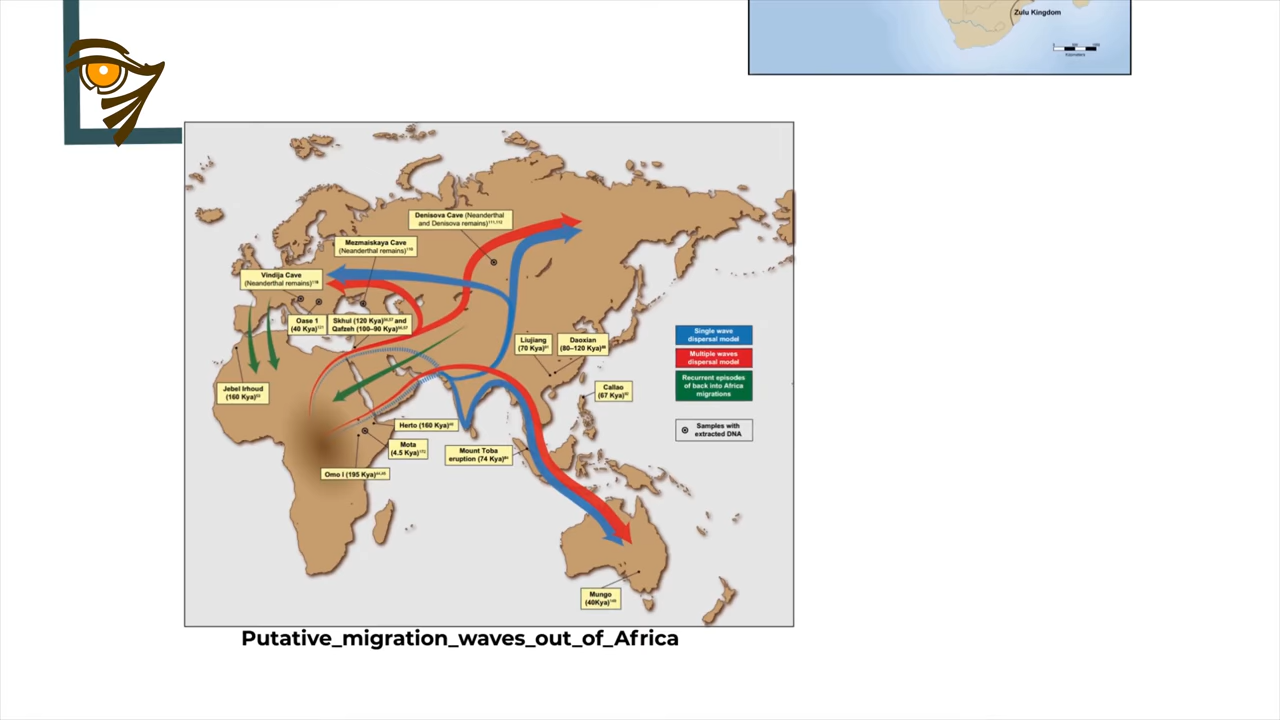 Zulu Kingdom
Kilometers
Denisova Cave (Neanderthal
and Denisova remains)
Mezmaiskaya Cave
(Neanderthal remains)
Vindija Cave
(Neanderthal remains)
Oase 1
(40 Kya)
Skhul (120 Kya) and
Qafzeh (100–90 Kya)
Liujiang
(70 Kya)
Daoxian
(80–120 Kya)
Single wave
dispersal model
Multiple waves
dispersal model
Recurrent episodes
of back into Africa
migrations
Jebel Irhoud
(160 Kya)
Callao
(67 Kya)
Samples with
extracted DNA
Herto (160 Kya)
Mota
(4.5 Kya)
Mount Toba
eruption (74 Kya)
Omo I (195 Kya)
Mungo
(40Kya)
Putative_migration_waves_out_of_Africa